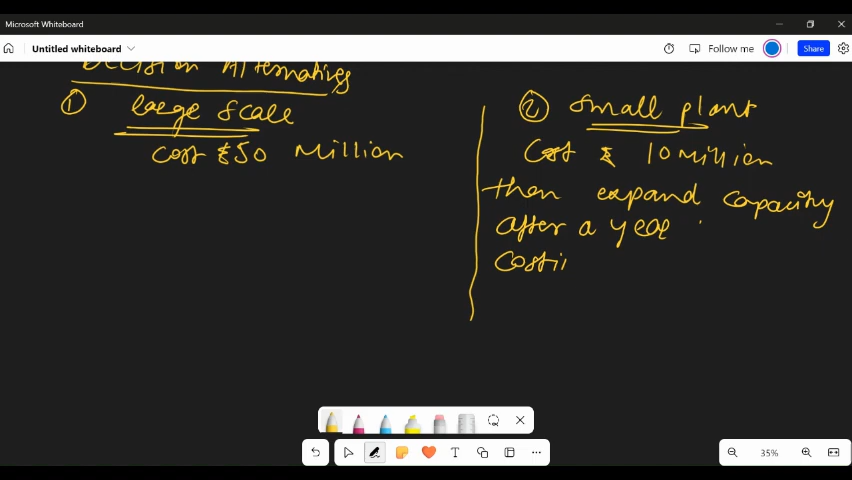 Microsoft Whiteboard
Untitled whiteboard
Follow me
Share
Decision Alternatives
① large scale
cost £50 Million
② small plant
Cost £ 10 Million
then expand capacity
after a year
Costi
35%